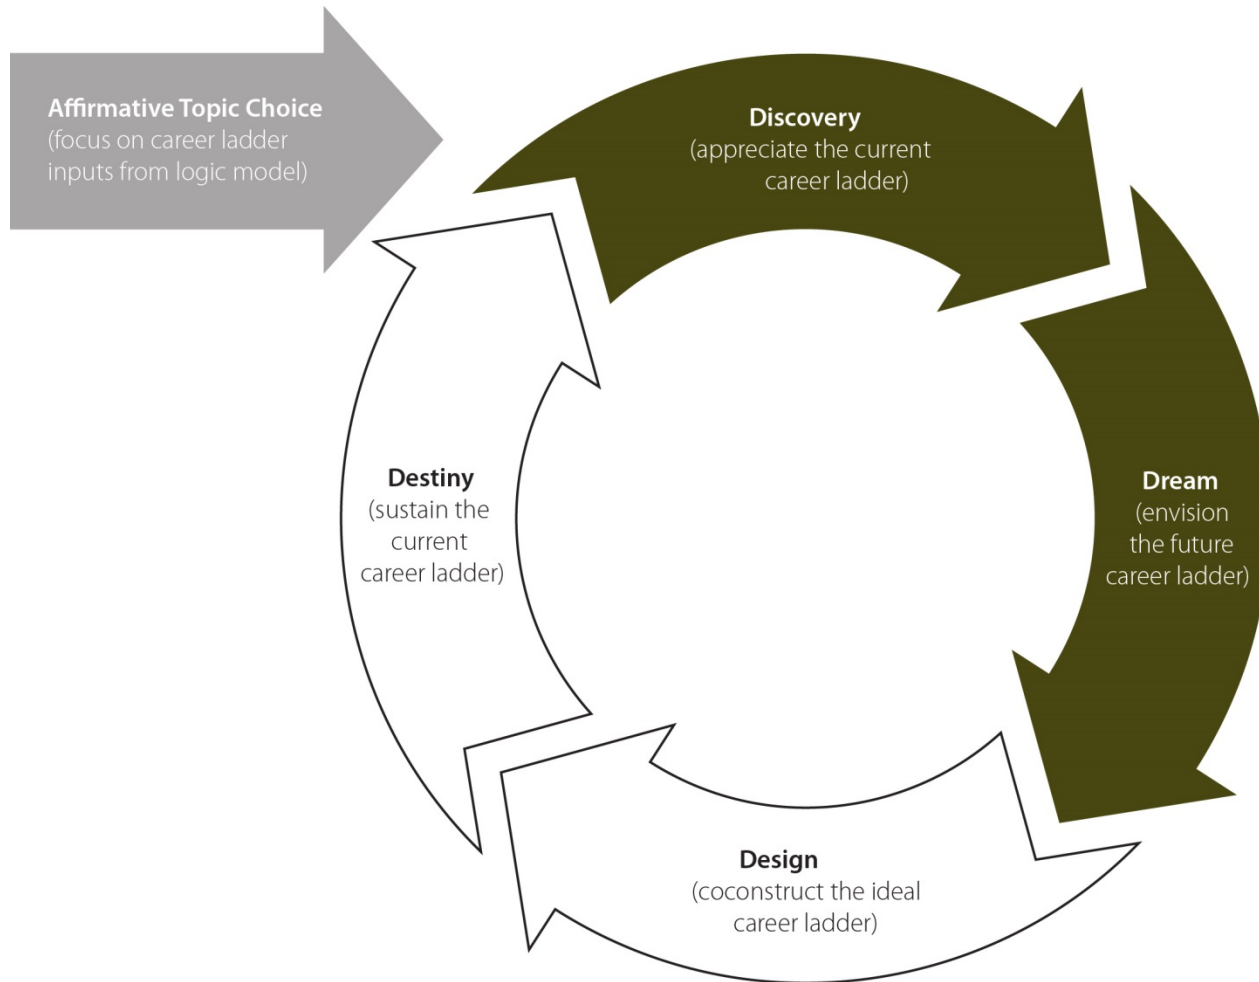 Affirmative Topic Choice
(focus on career ladder
inputs from logic model)
Discovery
(appreciate the current
career ladder)
Dream
(envision
the future
career ladder)
Design
(coconstruct the ideal
career ladder)
Destiny
(sustain the
current
career ladder)